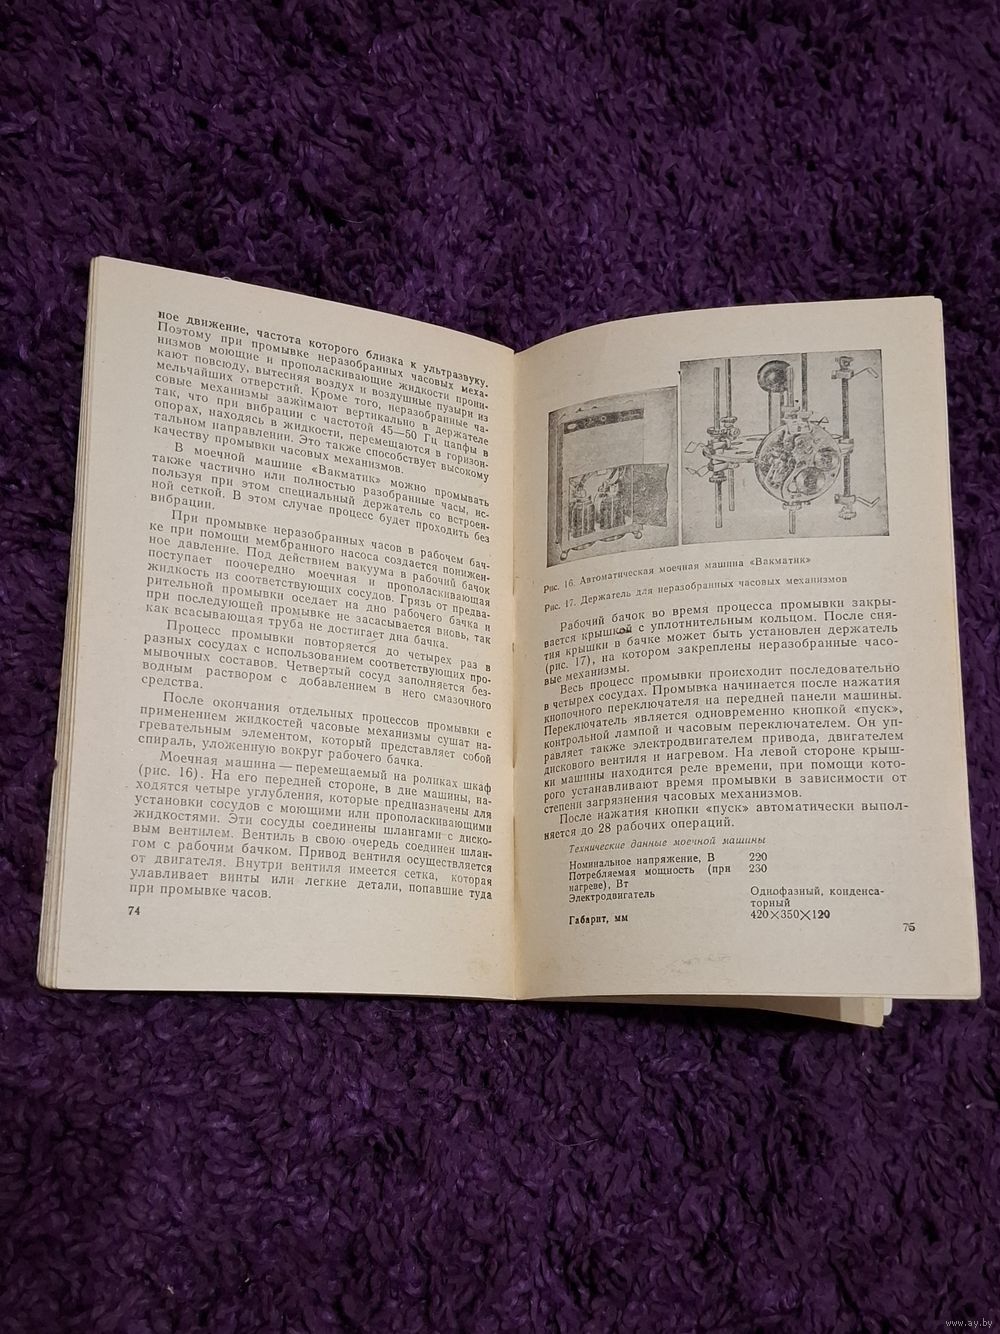 ное движение, частота которого близка к ультразвуку.
Поэтому при промывке неразобранных часовых меха-
низмов моющие и прополаскивающие жидкости прони-
кают повсюду, вытесняя воздух и воздушные пузыри из
мельчайших отверстий. Кроме того, неразобранные ча-
совые механизмы зажимают вертикально в держателе
так, что при вибрации с частотой 45—50 Гц цапфы в
опорах, находясь в жидкости, перемещаются в горизон-
тальном направлении. Это также способствует высокому
качеству промывки часовых механизмов.
В моечной машине «Вакматик» можно промывать
также частично или полностью разобранные часы, ис-
пользуя при этом специальный держатель со встроен-
ной сеткой. В этом случае процесс будет проходить без
вибрации.
При промывке неразобранных часов в рабочем бач-
ке при помощи мембранного насоса создается понижен-
ное давление. Под действием вакуума в рабочий бачок
поступает поочередно моечная и прополаскивающая
жидкость из соответствующих сосудов. Грязь от предва-
рительной промывки оседает на дно рабочего бачка и
при последующей промывке не засасывается вновь, так
как всасывающая труба не достигает дна бачка.
Процесс промывки повторяется до четырех раз в
разных сосудах с использованием соответствующих про-
мывочных составов. Четвертый сосуд заполняется без-
водным раствором с добавлением в него смазочного
средства.
После окончания отдельных процессов промывки с
применением жидкостей часовые механизмы сушат на-
гревательным элементом, который представляет собой
спираль, уложенную вокруг рабочего бачка.
Моечная машина — перемещаемый на роликах шкаф
(рис. 16). На его передней стороне, в дне машины, на-
ходятся четыре углубления, которые предназначены для
установки сосудов с моющими или прополаскивающими
жидкостями. Эти сосуды соединены шлангами с диско-
вым вентилем. Вентиль в свою очередь соединен шлан-
гом с рабочим бачком. Привод вентиля осуществляется
от двигателя. Внутри вентиля имеется сетка, которая
улавливает винты или легкие детали, попавшие туда
при промывке часов.
74
Рис. 16. Автоматическая моечная машина «Вакматик»
Рис. 17. Держатель для неразобранных часовых механизмов
Рабочий бачок во время процесса промывки закры-
вается крышкой с уплотнительным кольцом. После сня-
тия крышки в бачке может быть установлен держатель
(рис. 17), на котором закреплены неразобранные часо-
вые механизмы.
Весь процесс промывки происходит последовательно
в четырех сосудах. Промывка начинается после нажатия
кнопочного переключателя на передней панели машины.
Переключатель является одновременно кнопкой «пуск»,
контрольной лампой и часовым переключателем. Он уп-
равляет также электродвигателем привода, двигателем
дискового вентиля и нагревом. На левой стороне крыш-
ки машины находится реле времени, при помощи кото-
рого устанавливают время промывки в зависимости от
степени загрязнения часовых механизмов.
После нажатия кнопки «пуск» автоматически выпол-
няется до 28 рабочих операций.
Технические данные моечной машины
Номинальное напряжение, В 220
Потребляемая мощность (при 230
нагреве), Вт
Электродвигатель Однофазный, конденса-
торный
Габарит, мм 420×350×120
75
www.ay.by